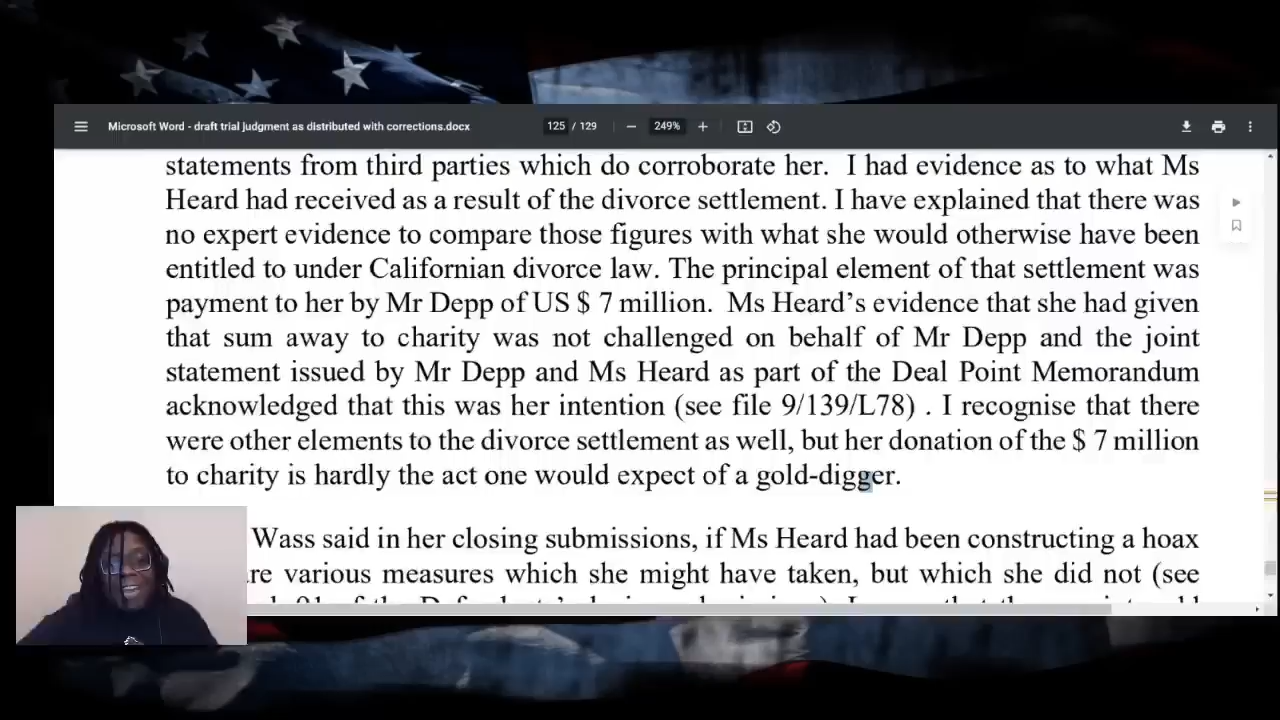 Microsoft Word - draft trial judgment as distributed with corrections.docx
125 / 129
249%
statements from third parties which do corroborate her. I had evidence as to what Ms
Heard had received as a result of the divorce settlement. I have explained that there was
no expert evidence to compare those figures with what she would otherwise have been
entitled to under Californian divorce law. The principal element of that settlement was
payment to her by Mr Depp of US $ 7 million. Ms Heard's evidence that she had given
that sum away to charity was not challenged on behalf of Mr Depp and the joint
statement issued by Mr Depp and Ms Heard as part of the Deal Point Memorandum
acknowledged that this was her intention (see file 9/139/L78) . I recognise that there
were other elements to the divorce settlement as well, but her donation of the $ 7 million
to charity is hardly the act one would expect of a gold-digger.
Wass said in her closing submissions, if Ms Heard had been constructing a hoax
various measures which she might have taken, but which she did not (see